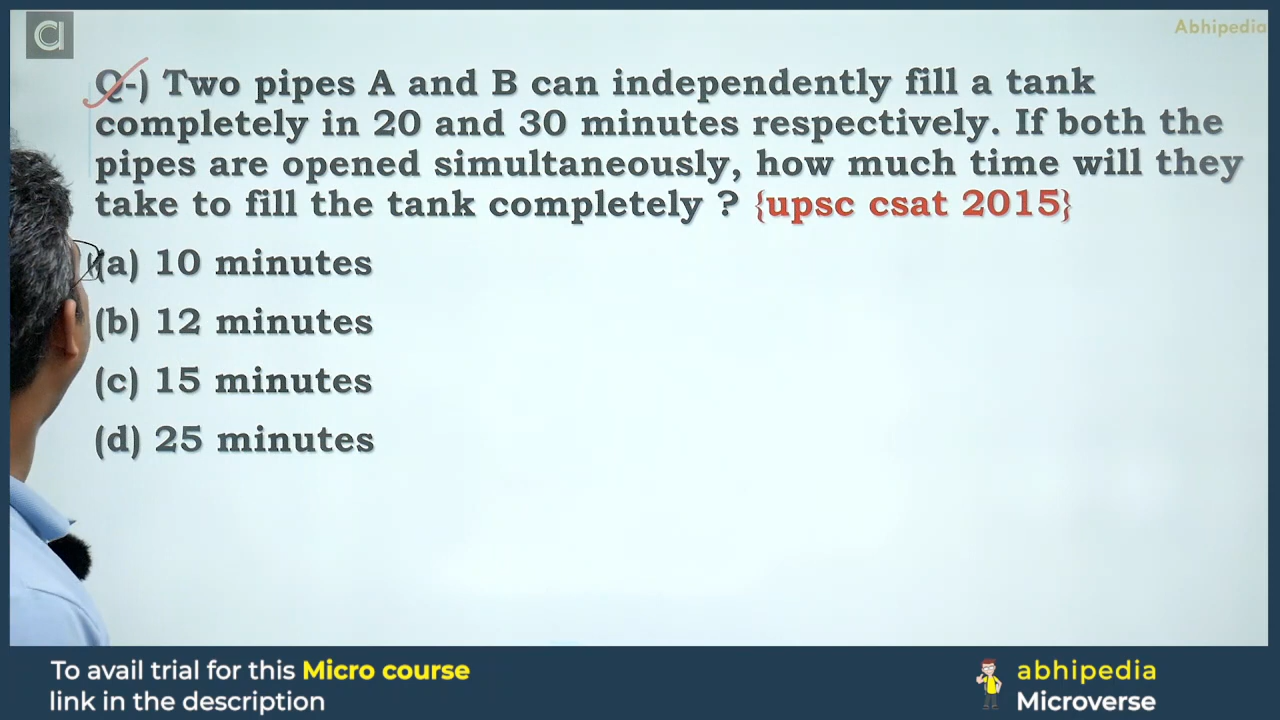 Abhipedia
Q-) Two pipes A and B can independently fill a tank
completely in 20 and 30 minutes respectively. If both the
pipes are opened simultaneously, how much time will they
take to fill the tank completely ? {upsc csat 2015}
(a) 10 minutes
(b) 12 minutes
(c) 15 minutes
(d) 25 minutes
To avail trial for this Micro course
link in the description
abhipedia
Microverse